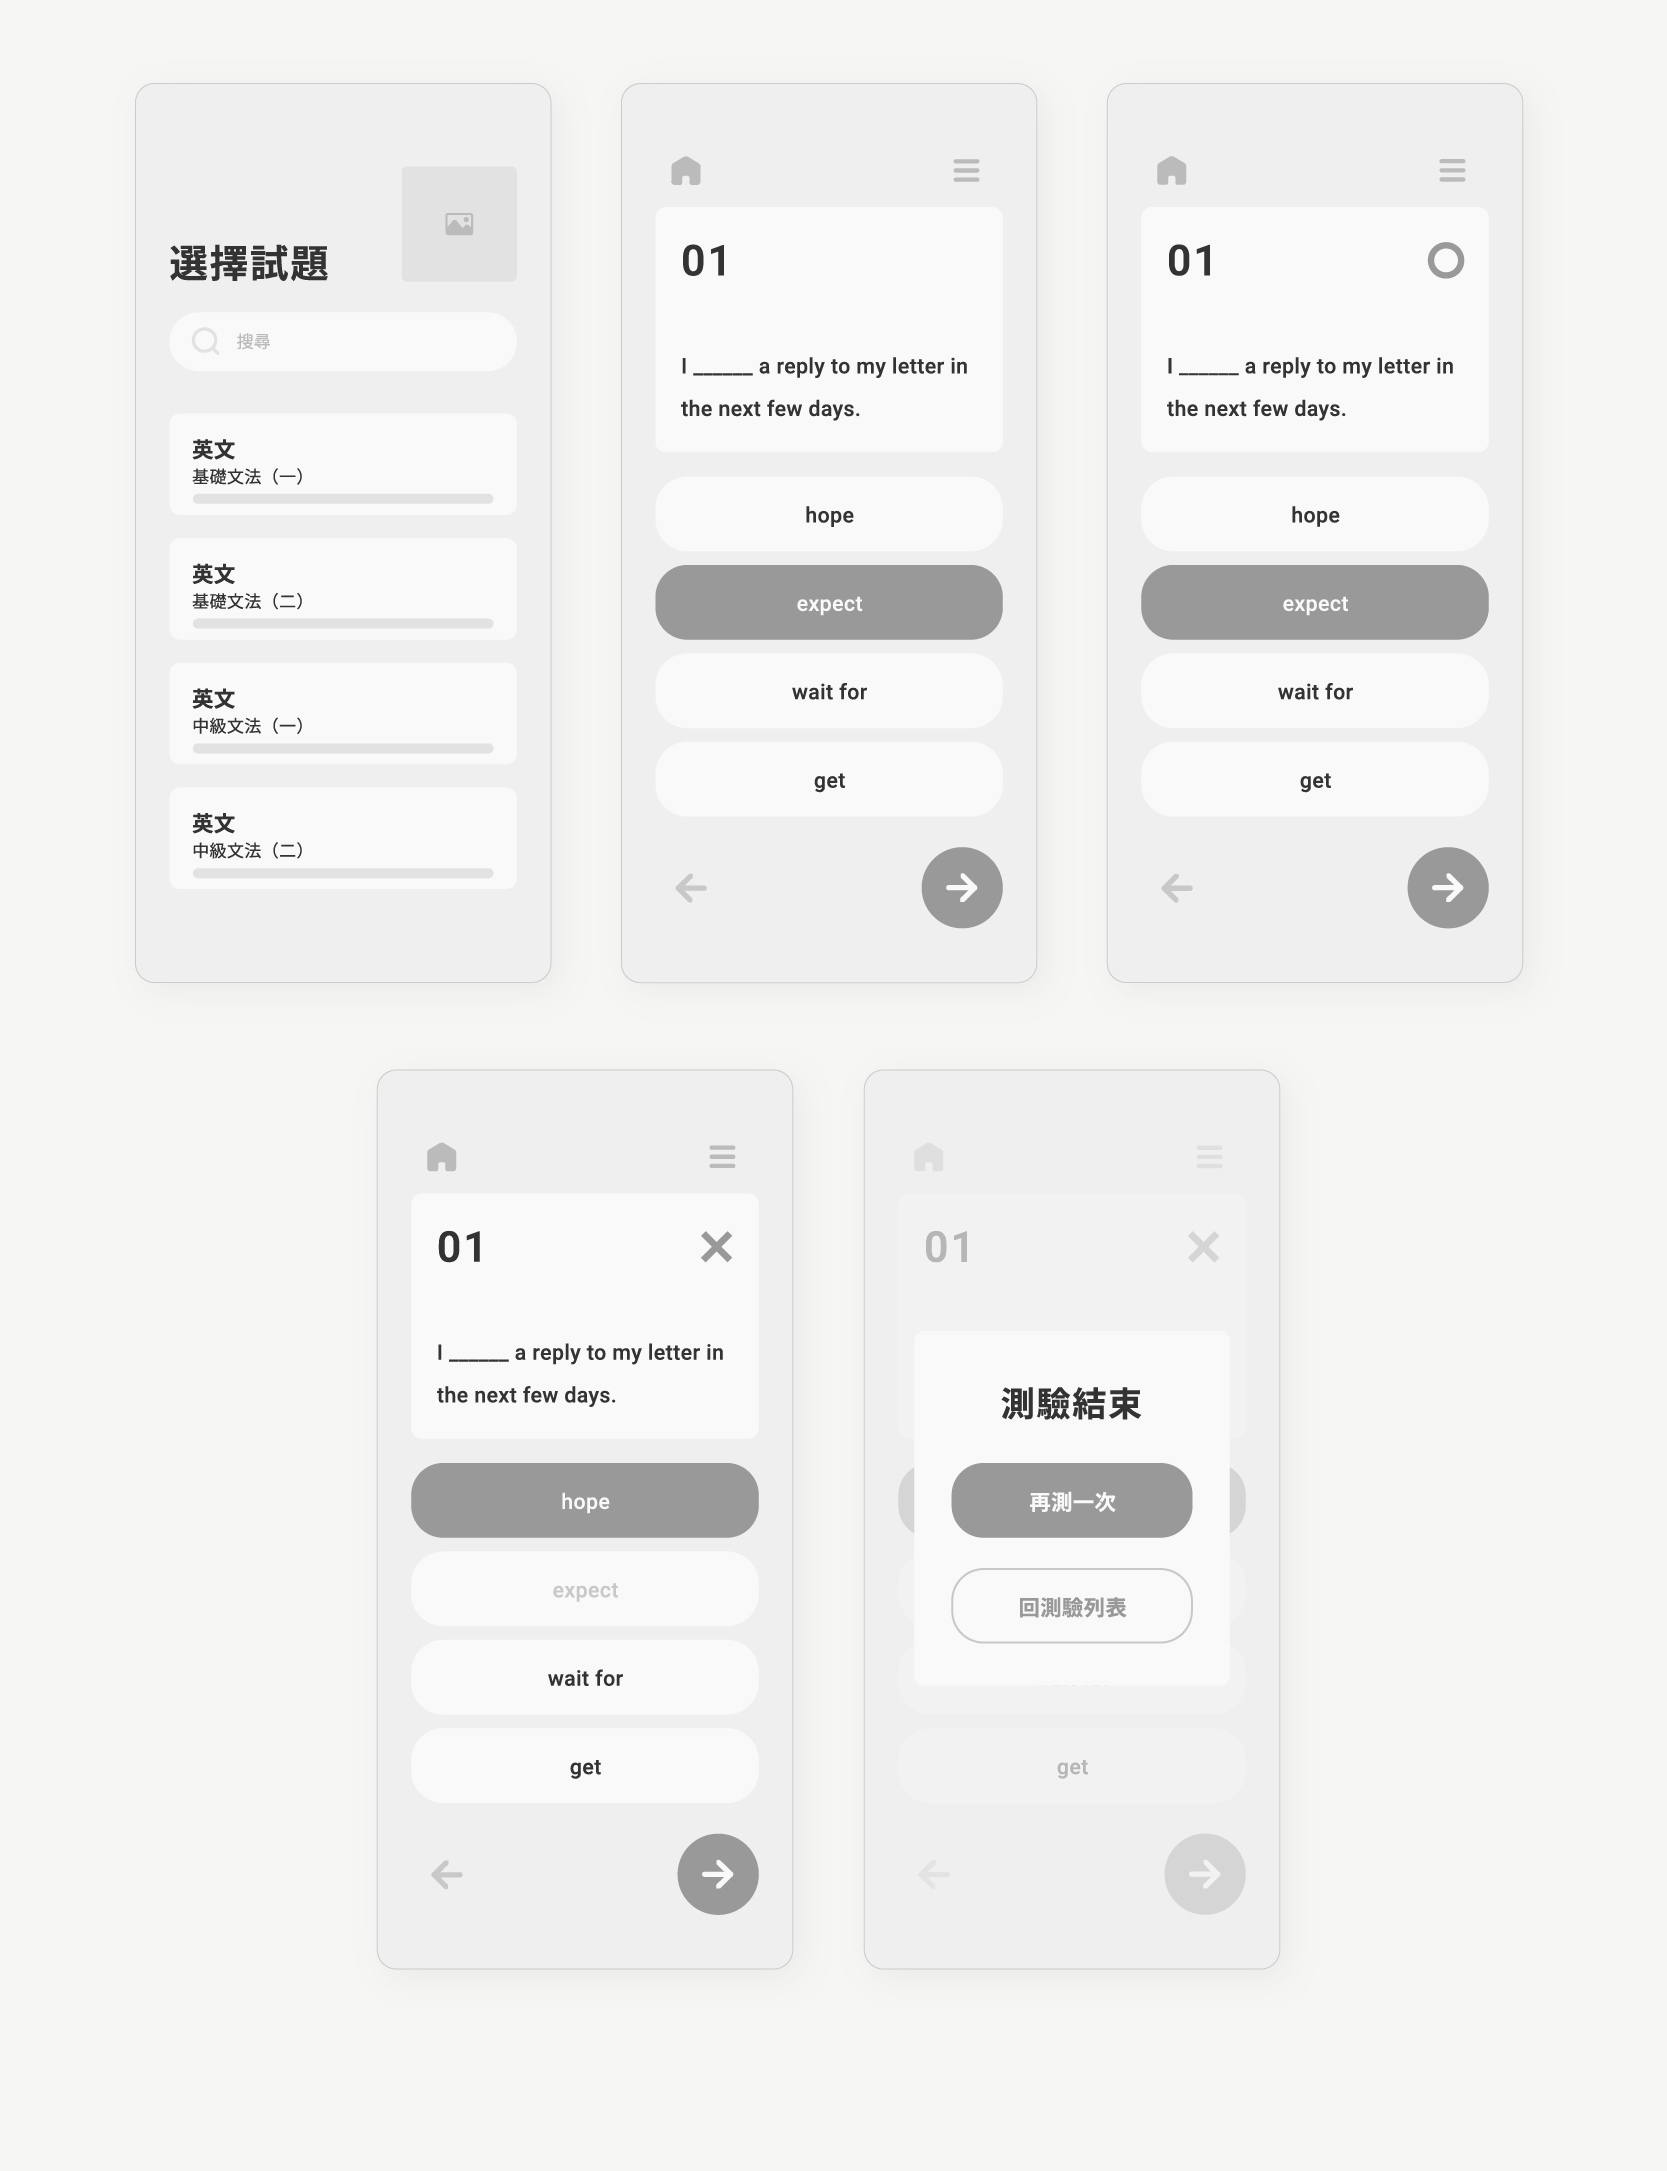 選擇試題
搜尋
英文
基礎文法（一）
英文
基礎文法（二）
英文
中級文法（一）
英文
中級文法（二）
01
I ______ a reply to my letter in
the next few days.
hope
expect
wait for
get
01
I ______ a reply to my letter in
the next few days.
hope
expect
wait for
get
01
I ______ a reply to my letter in
the next few days.
hope
expect
wait for
get
01
測驗結束
再測一次
回測驗列表
get